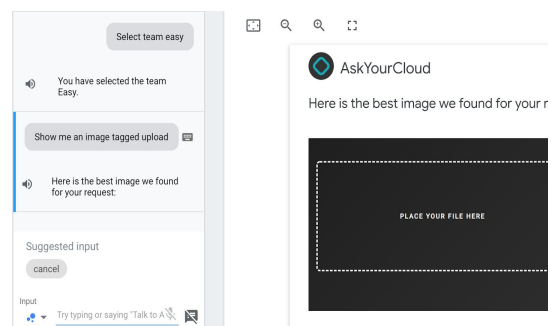 Select team easy
You have selected the team
Easy.
Show me an image tagged upload
Here is the best image we found
for your request:
Suggested input
cancel
Input
Try typing or saying "Talk to A
AskYourCloud
Here is the best image we found for your r
PLACE YOUR FILE HERE